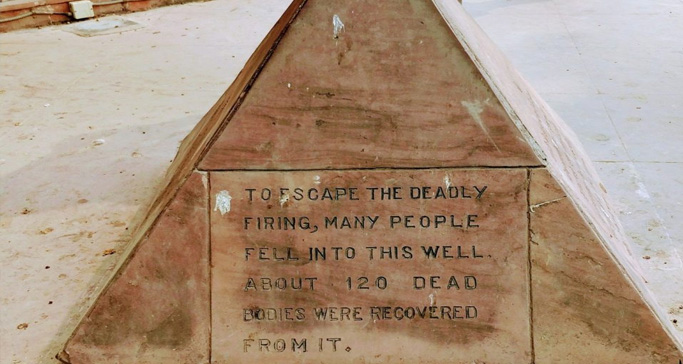 TO ESCAPE THE DEADLY
FIRING, MANY PEOPLE
FELL INTO THIS WELL.
ABOUT 120 DEAD
BODIES WERE RECOVERED
FROM IT.